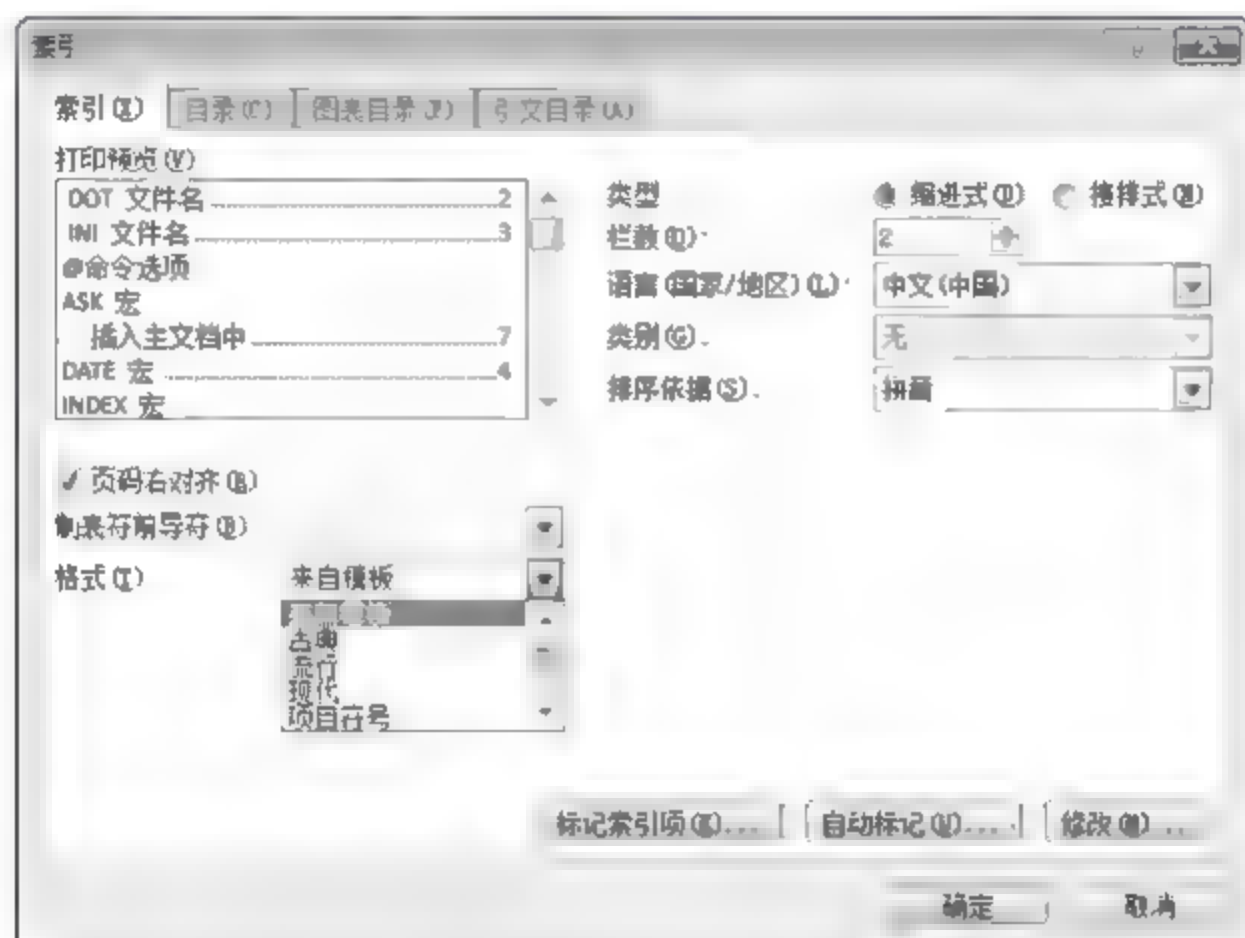 索引
索引(X) 目录(C) 图表目录(F) 引文目录(A)
打印预览(V)
DOT 文件名 2
INI 文件名 3
@命令选项
ASK 宏
插入主文档中 7
DATE 宏 4
INDEX 宏
类型 缩进式(D) 接排式(N)
栏数(O): 2
语言(国家/地区)(L): 中文(中国)
类别(G): 无
排序依据(S): 拼音
页码右对齐(R)
制表符前导符(B)
格式(T) 来自模板
来自模板
古典
流行
现代
项目符号
标记索引项(K)... 自动标记(U)... 修改(M)...
确定 取消